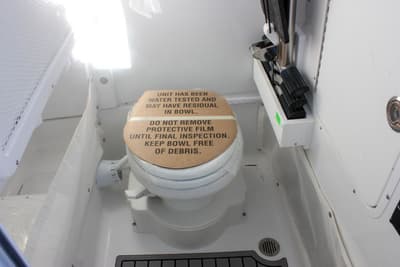 UNIT HAS BEEN
WATER TESTED AND
MAY HAVE RESIDUAL
IN BOWL.
DO NOT REMOVE
PROTECTIVE FILM
UNTIL FINAL INSPECTION.
KEEP BOWL FREE
OF DEBRIS.